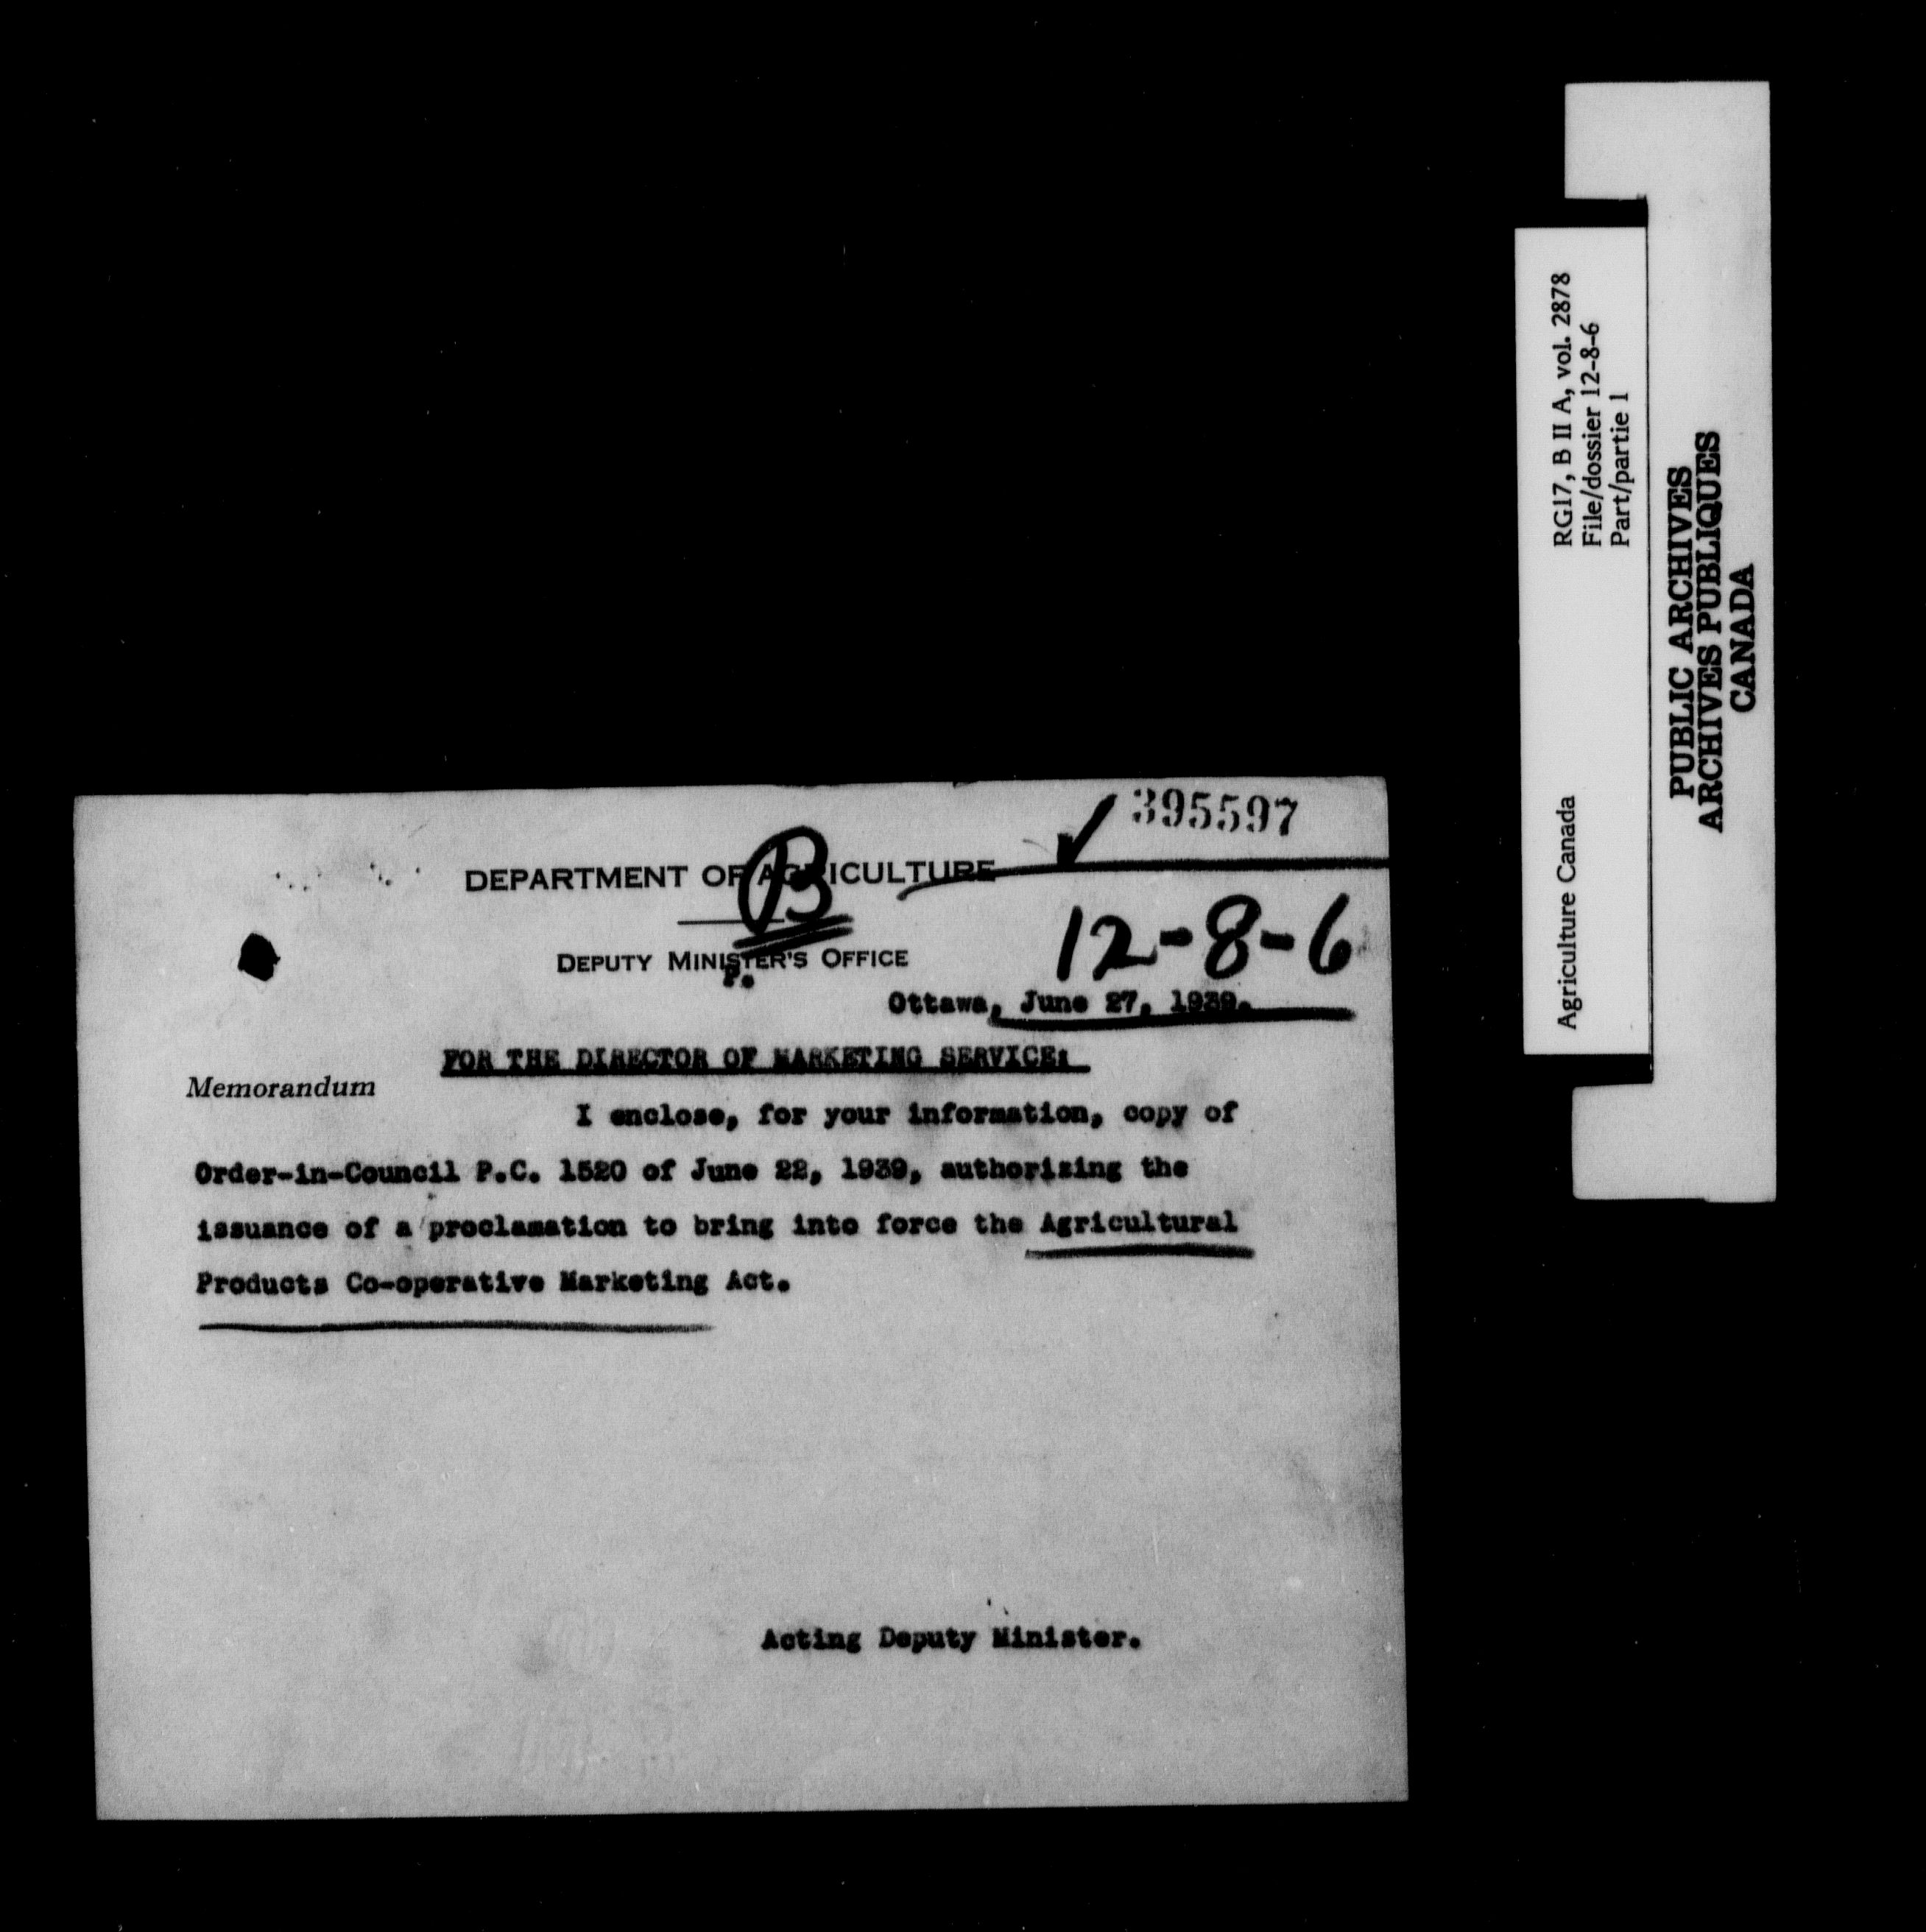 395597
DEPARTMENT OF AGRICULTURE
B
12-8-6
DEPUTY MINISTER'S OFFICE
P.
Ottawa, June 27, 1939.
FOR THE DIRECTOR OF MARKETING SERVICE:
Memorandum
I enclose, for your information, copy of
Order-in-Council P.C. 1520 of June 22, 1939, authorizing the
issuance of a proclamation to bring into force the Agricultural
Products Co-operative Marketing Act.
Acting Deputy Minister.
Agriculture Canada
RG17, B II A, vol. 2878
File/dossier 12-8-6
Part/partie 1
PUBLIC ARCHIVES
ARCHIVES PUBLIQUES
CANADA